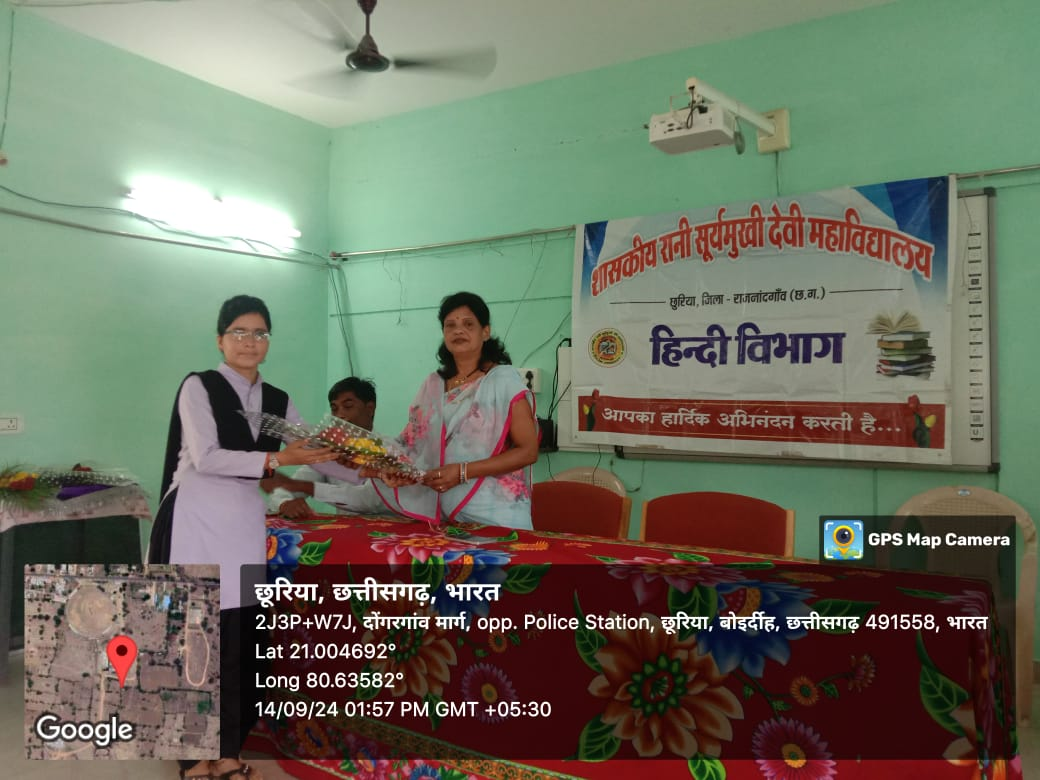 शासकीय रानी सूर्यमुखी देवी महाविद्यालय
छुरिया, जिला - राजनांदगाँव (छ.ग.)
हिन्दी विभाग
आपका हार्दिक अभिनंदन करती है...
GPS Map Camera
छूरिया, छत्तीसगढ़, भारत
2J3P+W7J, दोंगरगांव मार्ग, opp. Police Station, छूरिया, बोइर्दीह, छत्तीसगढ़ 491558, भारत
Lat 21.004692°
Long 80.63582°
14/09/24 01:57 PM GMT +05:30
Google